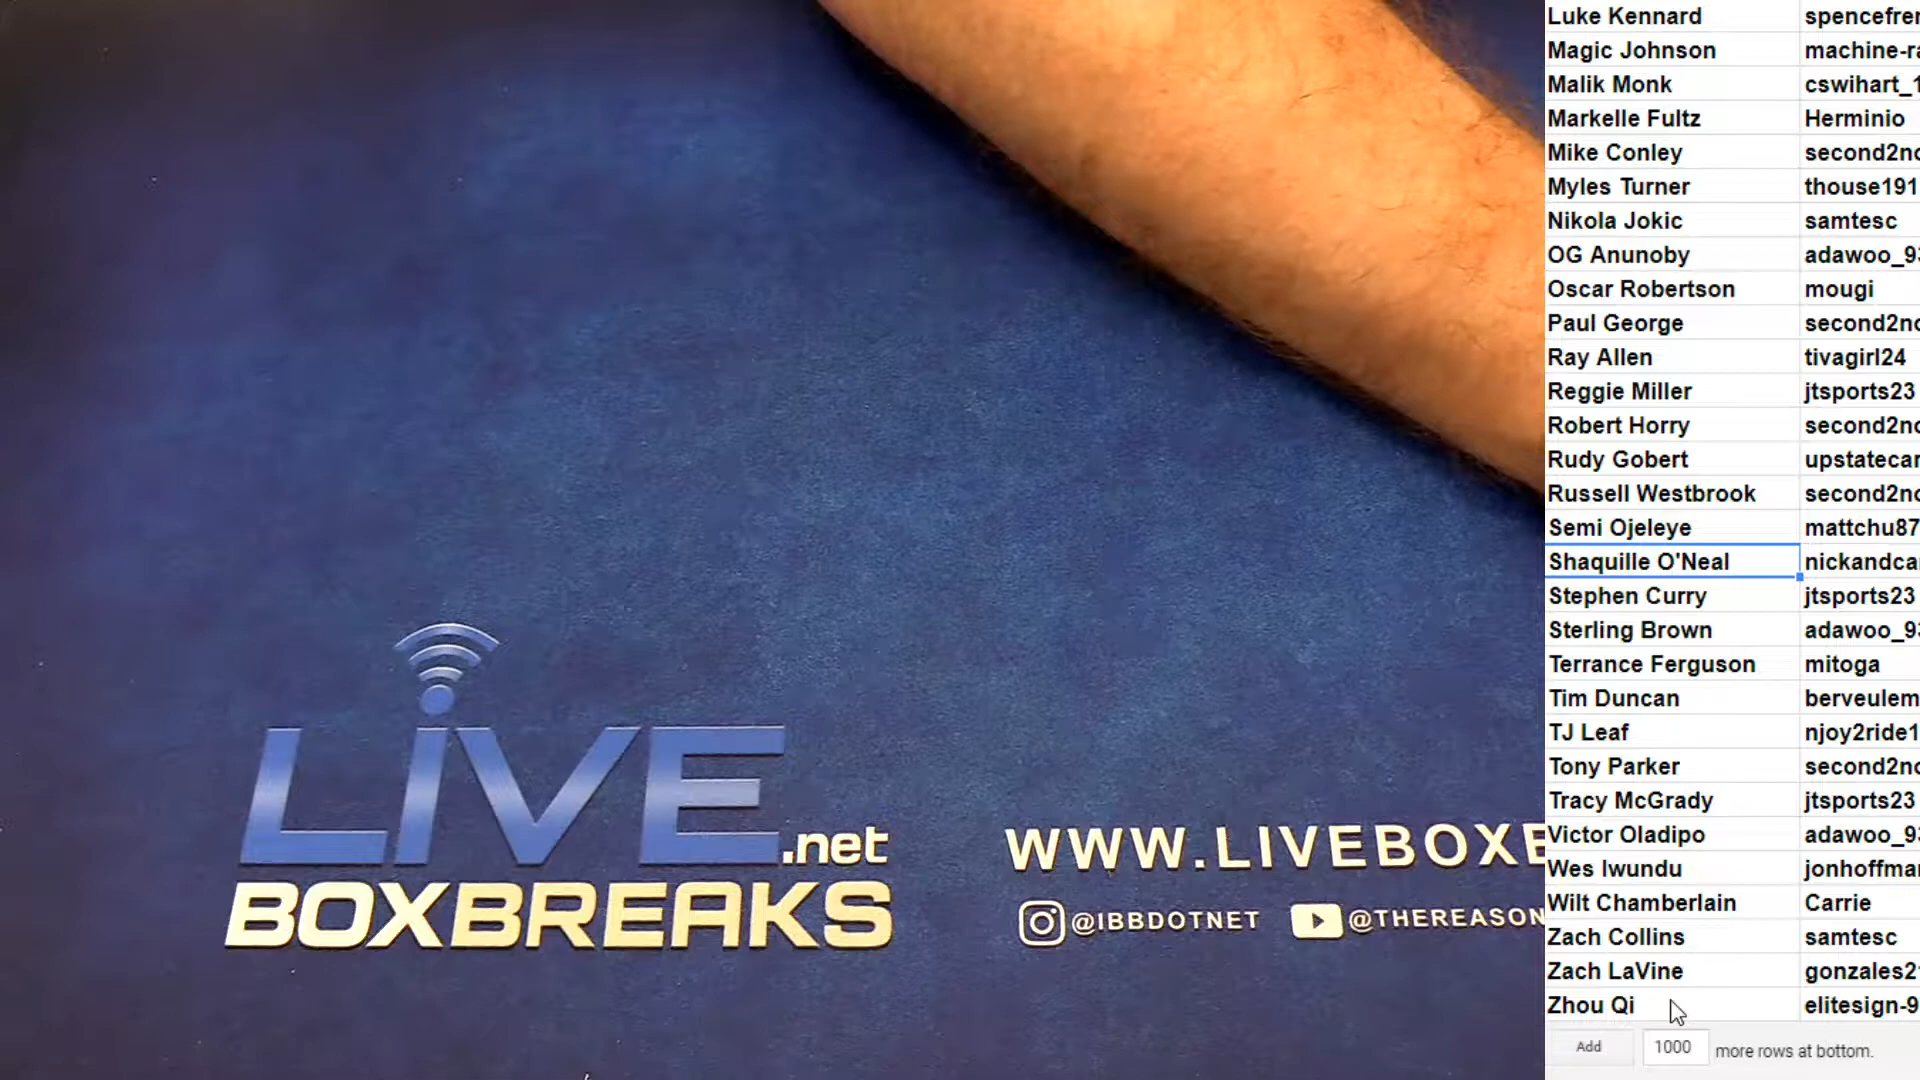 LIVE.net
BOXBREAKS
@IBBDOTNET
Luke Kennard
Magic Johnson
Malik Monk
Markelle Fultz Herminio
Mike Conley
Myles Turner thouse191
Nikola Jokic samtesc
OG Anunoby
Oscar Robertson mougi
Paul George
Ray Allen tivagirl24
Reggie Miller jtsports23
Robert Horry
Rudy Gobert
Russell Westbrook
Semi Ojeleye mattchu87
Shaquille O'Neal
Stephen Curry jtsports23
Sterling Brown
Terrance Ferguson mitoga
Tim Duncan
TJ Leaf
Tony Parker
Tracy McGrady jtsports23
Victor Oladipo
Wes Iwundu
Wilt Chamberlain Carrie
Zach Collins samtesc
Zach LaVine
Zhou Qi
Add 1000 more rows at bottom.